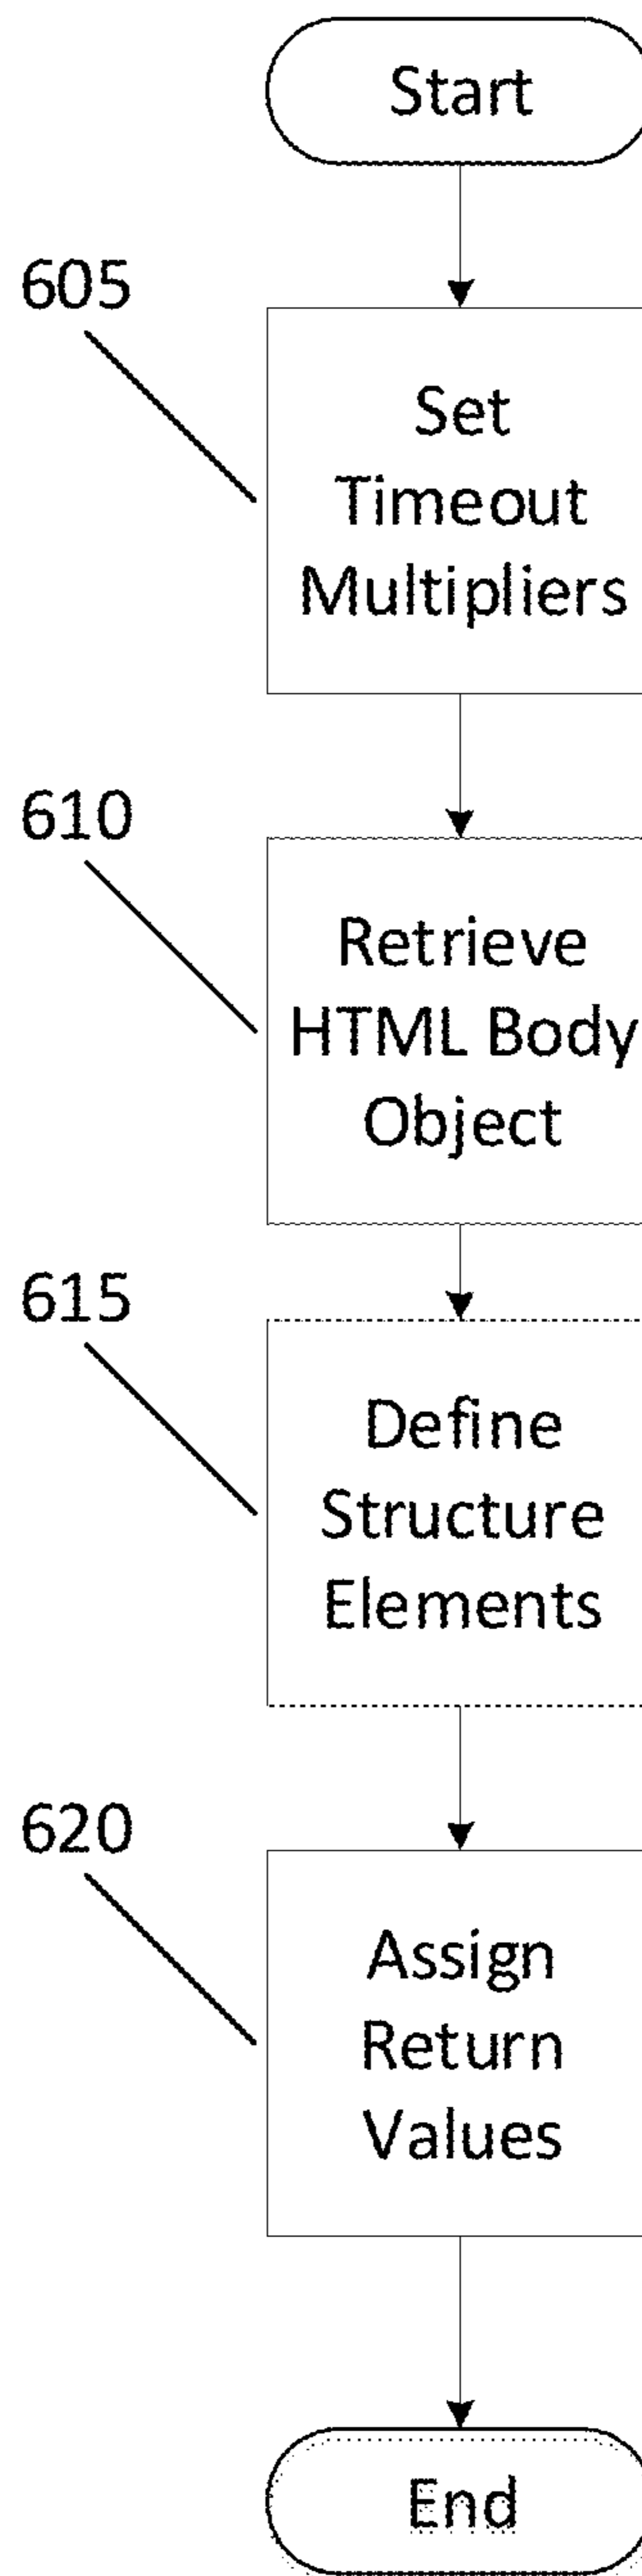 Start
605
Set
Timeout
Multipliers
610
Retrieve
HTML Body
Object
615
Define
Structure
Elements
620
Assign
Return
Values
End